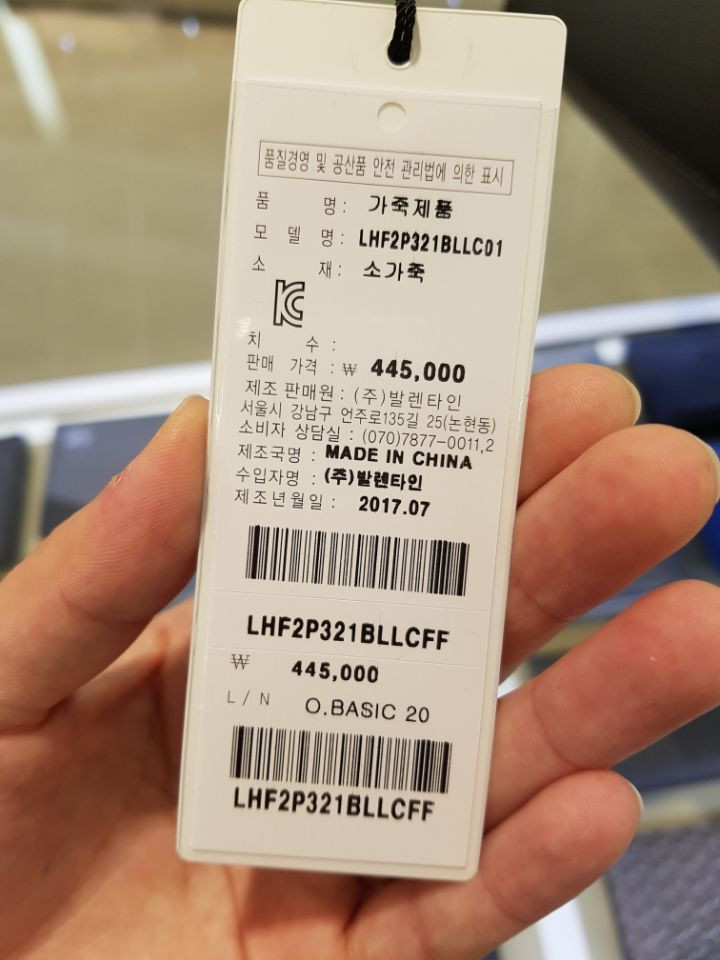 품질경영 및 공산품 안전 관리법에 의한 표시
품 명 : 가죽제품
모 델 명 : LHF2P321BLLC01
소 재 : 소가죽
KC
치 수 :
판매 가격 : ₩ 445,000
제조 판매원 : (주)발렌타인
서울시 강남구 언주로135길 25(논현동)
소비자 상담실 : (070)7877-0011,2
제조국명 : MADE IN CHINA
수입자명 : (주)발렌타인
제조년월일 : 2017.07
LHF2P321BLLCFF
₩ 445,000
L / N O.BASIC 20
LHF2P321BLLCFF